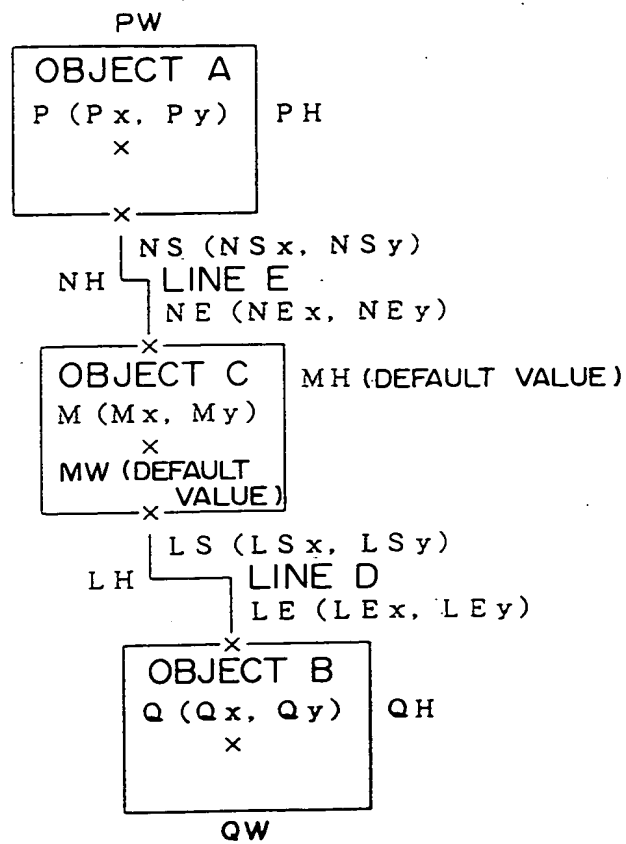 PW
OBJECT A
P (Px, Py)
PH
NS (NSx, NSy)
NH
LINE E
NE (NEx, NEy)
OBJECT C
MH (DEFAULT VALUE)
M (Mx, My)
MW (DEFAULT
VALUE)
LS (LSx, LSy)
LH
LINE D
LE (LEx, LEy)
OBJECT B
Q (Qx, Qy)
QH
QW